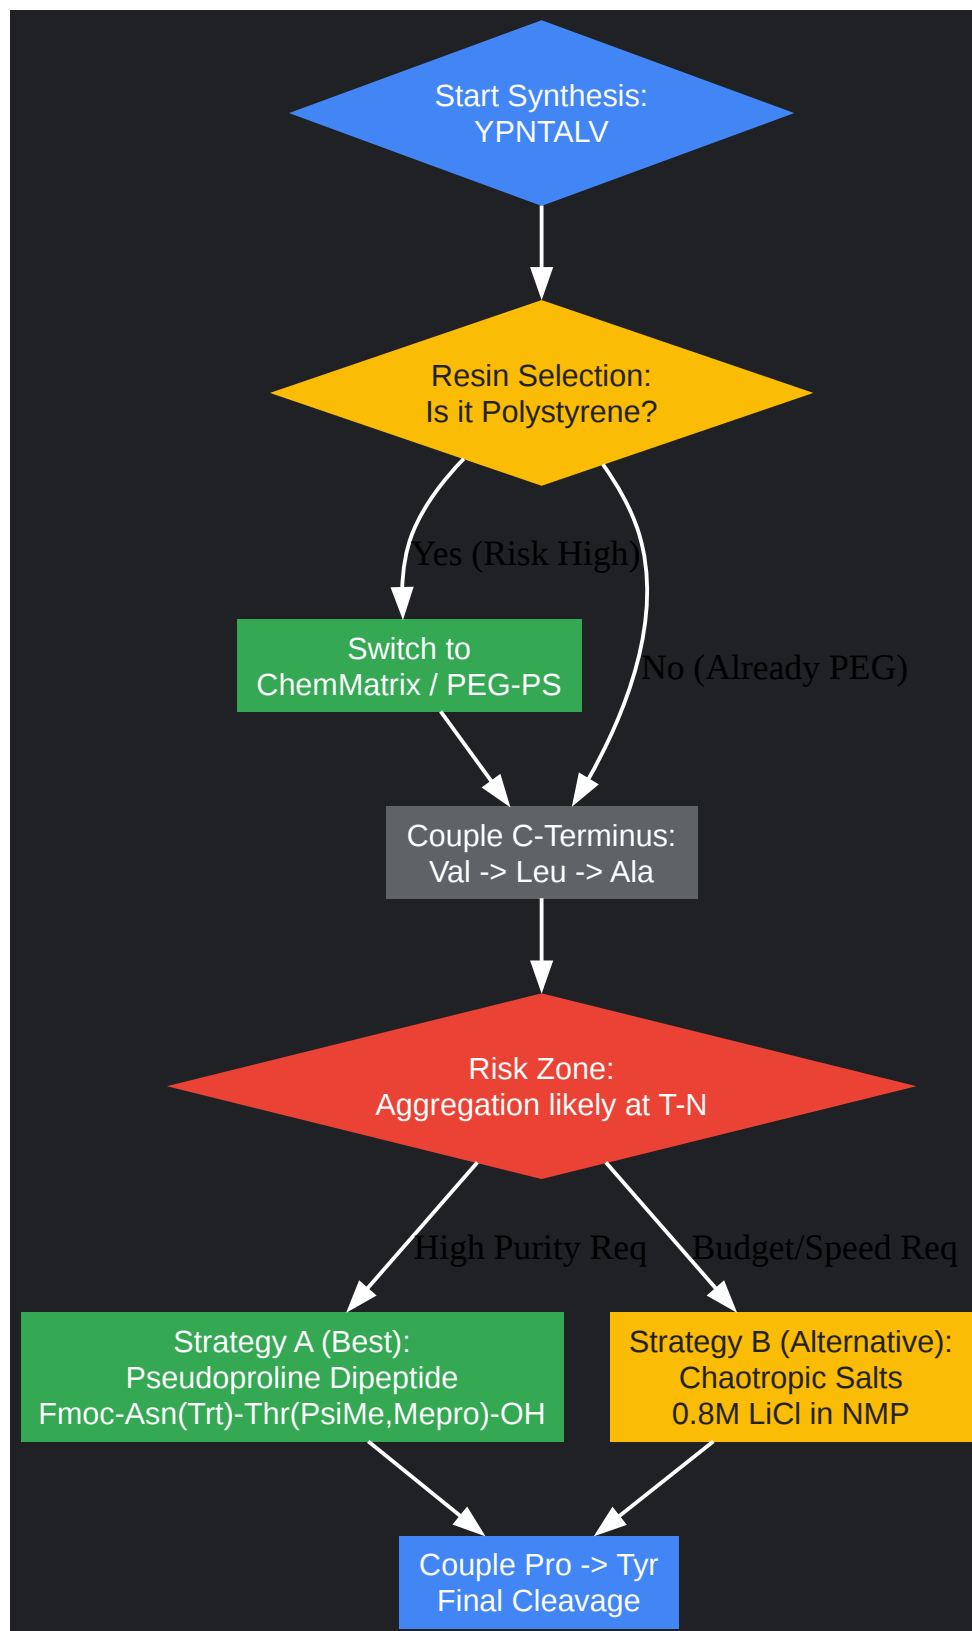 Start Synthesis:
YPNTALV
Resin Selection:
Is it Polystyrene?
Yes (Risk High)
Switch to
ChemMatrix / PEG-PS
No (Already PEG)
Couple C-Terminus:
Val -> Leu -> Ala
Risk Zone:
Aggregation likely at T-N
High Purity Req
Budget/Speed Req
Strategy A (Best):
Pseudoproline Dipeptide
Fmoc-Asn(Trt)-Thr(PsiMe,Mepro)-OH
Strategy B (Alternative):
Chaotropic Salts
0.8M LiCl in NMP
Couple Pro -> Tyr
Final Cleavage